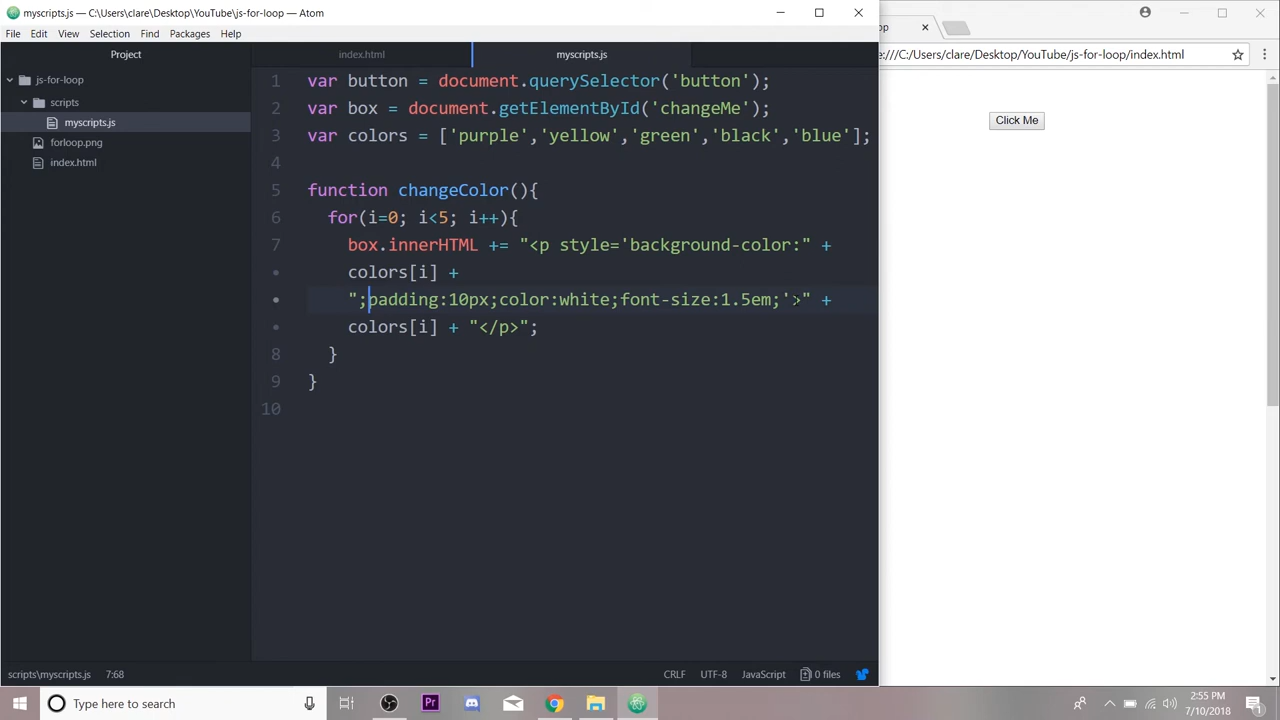 myscripts.js — C:\Users\clare\Desktop\YouTube\js-for-loop — Atom
File Edit View Selection Find Packages Help
Project
js-for-loop
scripts
myscripts.js
forloop.png
index.html
index.html
myscripts.js
1 var button = document.querySelector('button');
2 var box = document.getElementById('changeMe');
3 var colors = ['purple','yellow','green','black','blue'];
4
5 function changeColor(){
6 for(i=0; i<5; i++){
7 box.innerHTML += "<p style='background-color:" +
• colors[i] +
• ";padding:10px;color:white;font-size:1.5em;'>" +
colors[i] + "</p>";
8 }
9 }
10
scripts\myscripts.js 7:68
CRLF UTF-8 JavaScript 0 files
op
e:///C:/Users/clare/Desktop/YouTube/js-for-loop/index.html
Click Me
Type here to search
Pr
2:55 PM
7/10/2018
1